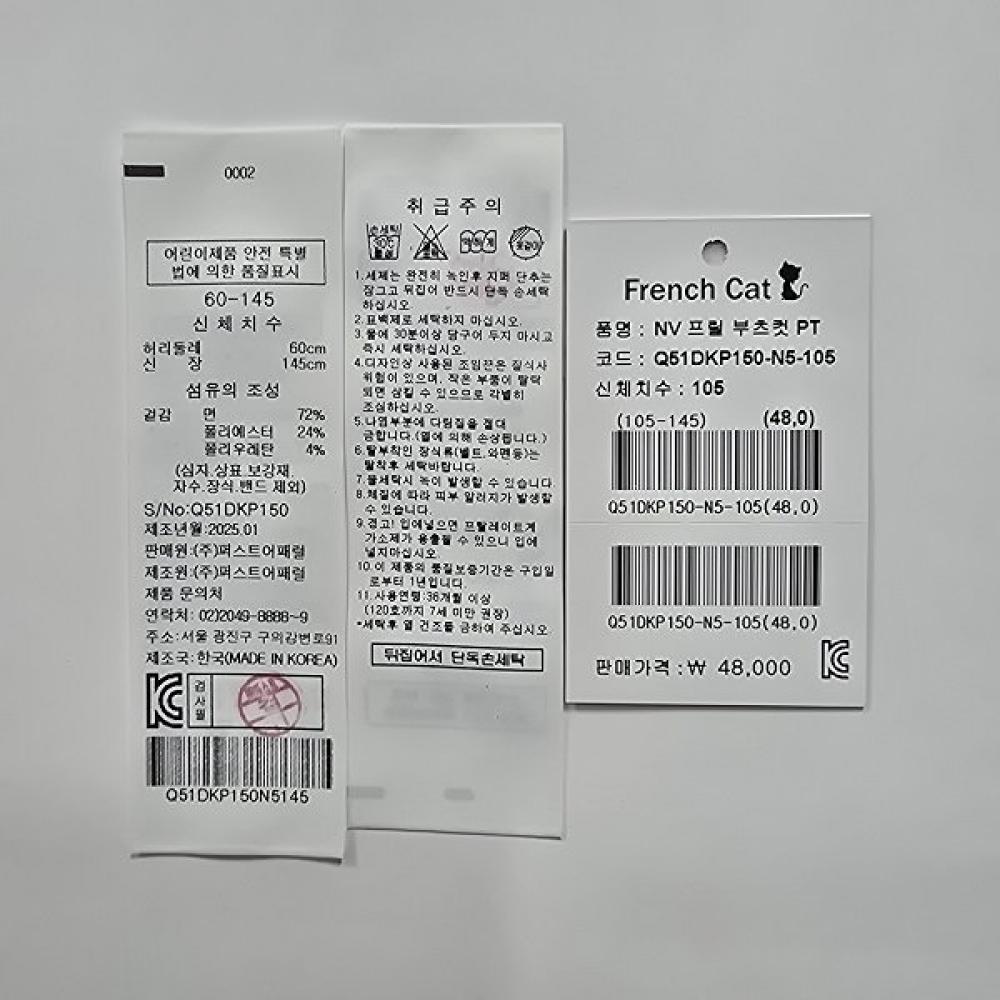 0002
어린이제품 안전 특별
법에 의한 품질표시
60-145
신체치수
허리둘레 60cm
신 장 145cm
섬유의 조성
겉감 면 72%
폴리에스터 24%
폴리우레탄 4%
(심지.상표.보강재.
자수.장식.밴드 제외)
S/No:Q51DKP150
제조년월:2025.01
판매원:(주)퍼스트어패럴
제조원:(주)퍼스트어패럴
제품 문의처
연락처: 02)2049-8888~9
주소:서울 광진구 구의강변로91
제조국:한국(MADE IN KOREA)
검사필
Q51DKP150N5145
취급주의
손세탁
30℃
중성
약하게
옷걸이
1.세제는 완전히 녹인후 지퍼 단추는
잠그고 뒤집어 반드시 단독 손세탁
하십시오.
2.표백제로 세탁하지 마십시오.
3.물에 30분이상 담구어 두지 마시고
즉시 세탁하십시오.
4.디자인상 사용된 조임끈은 질식사
위험이 있으며, 작은 부품이 탈락
되면 삼킬 수 있으므로 각별히
조심하십시오.
5.나염부분에 다림질을 절대
금합니다.(열에 의해 손상됩니다.)
6.탈부착인 장식류(벨트.와펜등)는
탈착후 세탁바랍니다.
7.물세탁시 녹이 발생할 수 있습니다.
8.체질에 따라 피부 알러지가 발생할
수 있습니다.
9.경고! 입에넣으면 프탈레이트계
가소제가 용출될 수 있으니 입에
넣지마십시오.
10.이 제품의 품질보증기간은 구입일
로부터 1년입니다.
11.사용연령:36개월 이상
(120호까지 7세 미만 권장)
*세탁후 열 건조를 금하여 주십시오
뒤집어서 단독손세탁
French Cat
품명 : NV 프릴 부츠컷 PT
코드 : Q51DKP150-N5-105
신체치수 : 105
(105-145) (48.0)
Q51DKP150-N5-105(48.0)
Q51DKP150-N5-105(48.0)
판매가격 :₩ 48,000